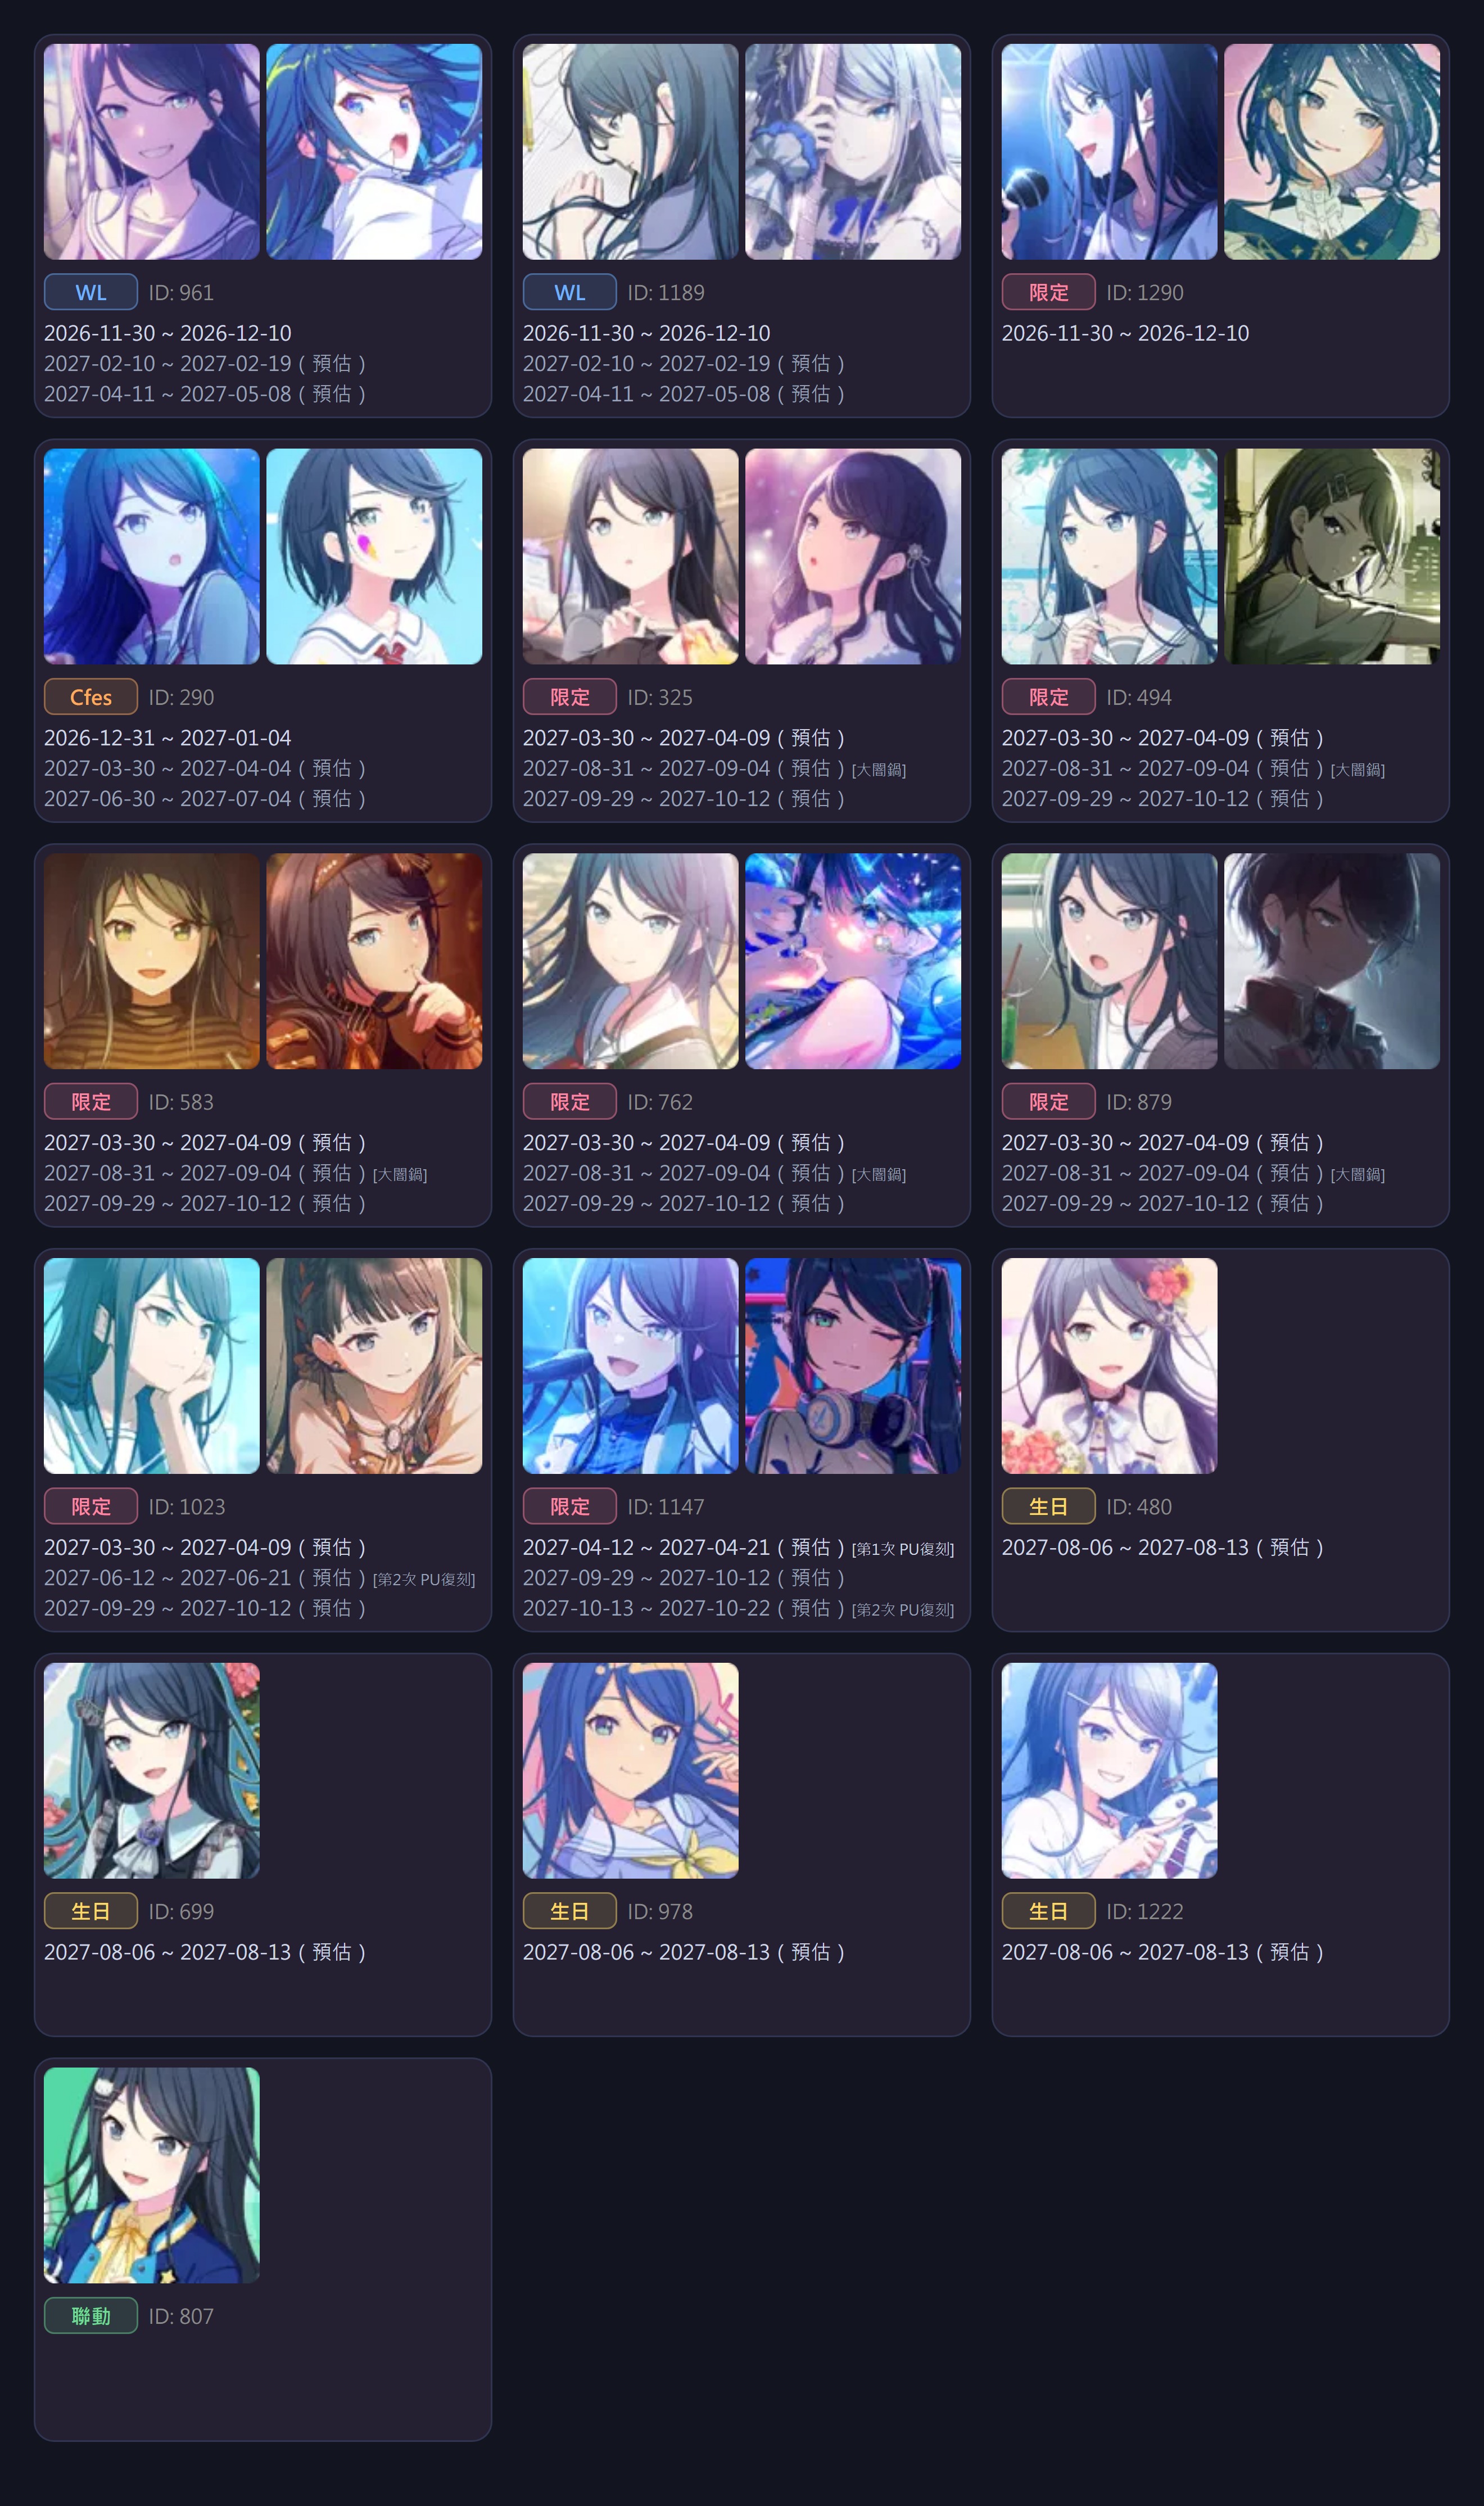 WL ID: 961
2026-11-30 ~ 2026-12-10
2027-02-10 ~ 2027-02-19 ( 預估 )
2027-04-11 ~ 2027-05-08 ( 預估 )
WL ID: 1189
2026-11-30 ~ 2026-12-10
2027-02-10 ~ 2027-02-19 ( 預估 )
2027-04-11 ~ 2027-05-08 ( 預估 )
限定 ID: 1290
2026-11-30 ~ 2026-12-10
Cfes ID: 290
2026-12-31 ~ 2027-01-04
2027-03-30 ~ 2027-04-04 ( 預估 )
2027-06-30 ~ 2027-07-04 ( 預估 )
限定 ID: 325
2027-03-30 ~ 2027-04-09 ( 預估 )
2027-08-31 ~ 2027-09-04 ( 預估 ) [大闇鍋]
2027-09-29 ~ 2027-10-12 ( 預估 )
限定 ID: 494
2027-03-30 ~ 2027-04-09 ( 預估 )
2027-08-31 ~ 2027-09-04 ( 預估 ) [大闇鍋]
2027-09-29 ~ 2027-10-12 ( 預估 )
限定 ID: 583
2027-03-30 ~ 2027-04-09 ( 預估 )
2027-08-31 ~ 2027-09-04 ( 預估 ) [大闇鍋]
2027-09-29 ~ 2027-10-12 ( 預估 )
限定 ID: 762
2027-03-30 ~ 2027-04-09 ( 預估 )
2027-08-31 ~ 2027-09-04 ( 預估 ) [大闇鍋]
2027-09-29 ~ 2027-10-12 ( 預估 )
限定 ID: 879
2027-03-30 ~ 2027-04-09 ( 預估 )
2027-08-31 ~ 2027-09-04 ( 預估 ) [大闇鍋]
2027-09-29 ~ 2027-10-12 ( 預估 )
限定 ID: 1023
2027-03-30 ~ 2027-04-09 ( 預估 )
2027-06-12 ~ 2027-06-21 ( 預估 ) [第2次 PU復刻]
2027-09-29 ~ 2027-10-12 ( 預估 )
限定 ID: 1147
2027-04-12 ~ 2027-04-21 ( 預估 ) [第1次 PU復刻]
2027-09-29 ~ 2027-10-12 ( 預估 )
2027-10-13 ~ 2027-10-22 ( 預估 ) [第2次 PU復刻]
生日 ID: 480
2027-08-06 ~ 2027-08-13 ( 預估 )
生日 ID: 699
2027-08-06 ~ 2027-08-13 ( 預估 )
生日 ID: 978
2027-08-06 ~ 2027-08-13 ( 預估 )
生日 ID: 1222
2027-08-06 ~ 2027-08-13 ( 預估 )
聯動 ID: 807